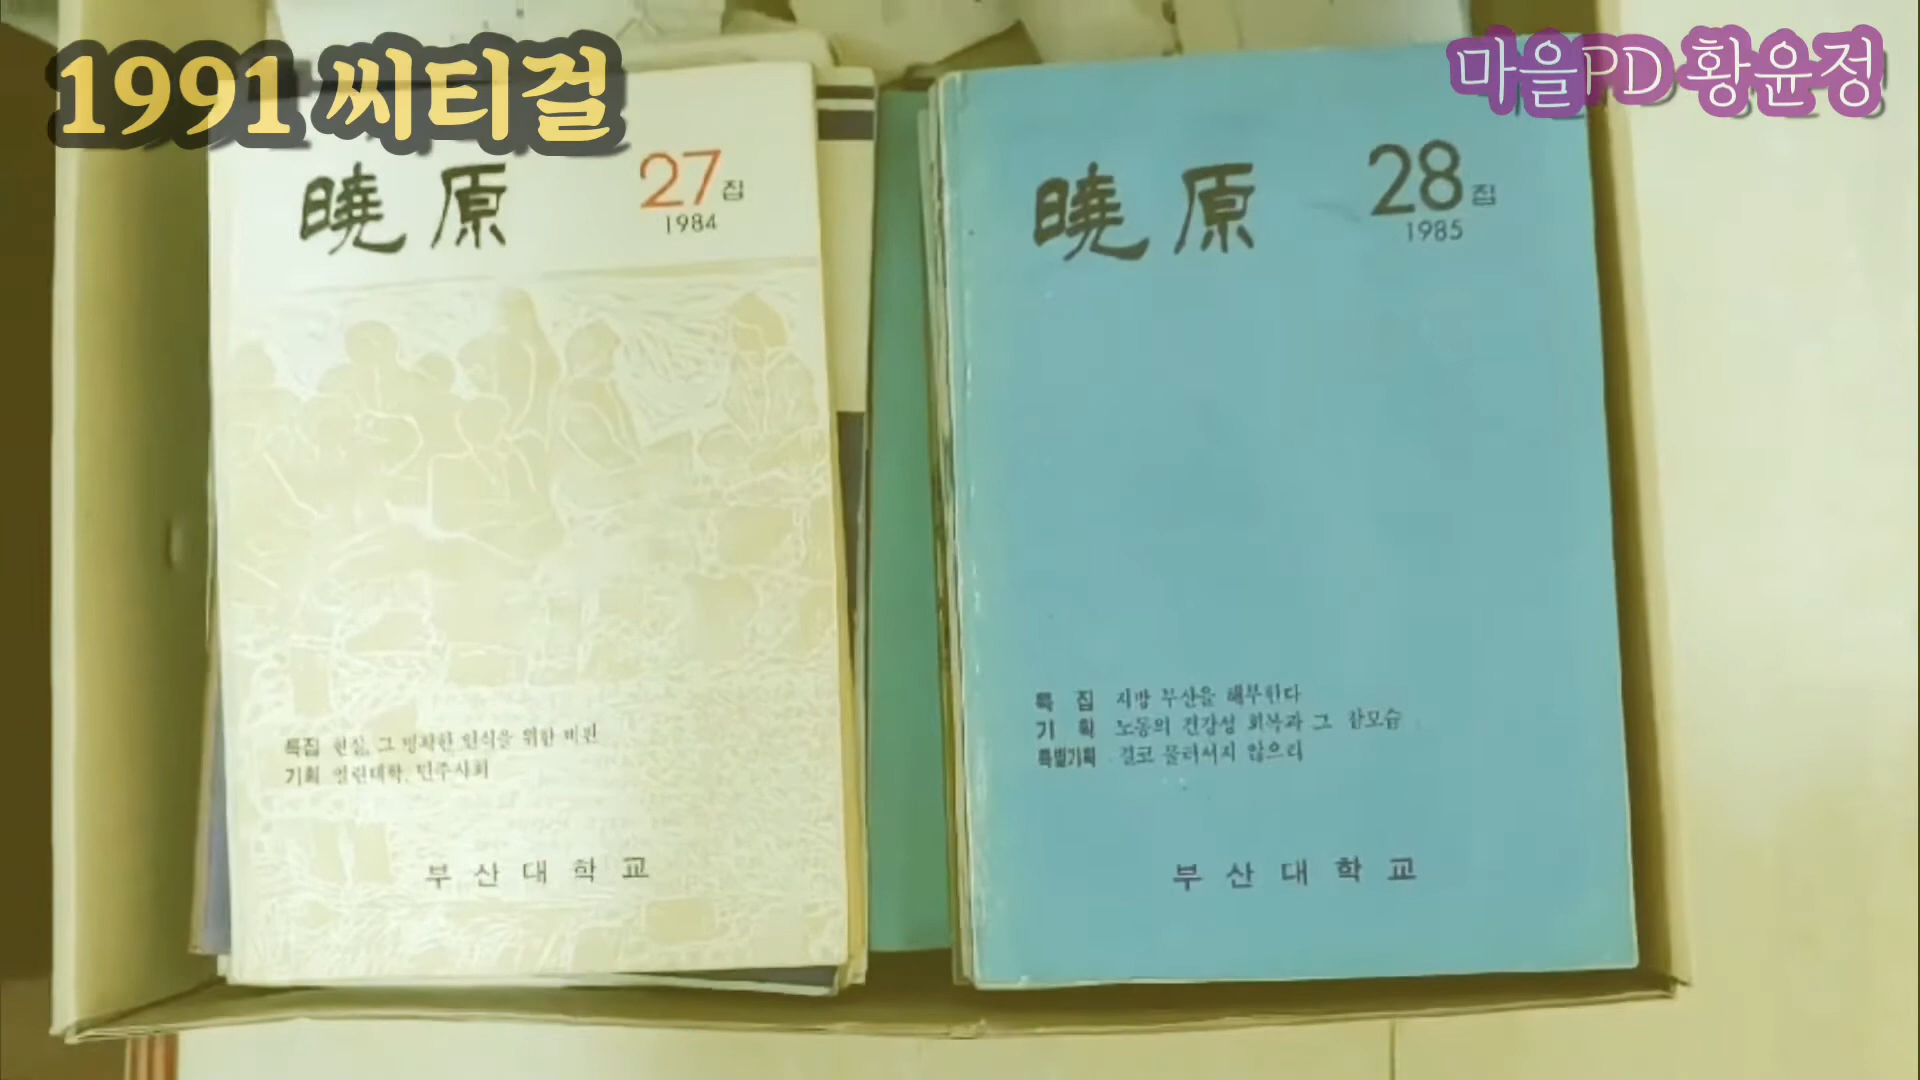 1991 씨티걸
마을PD 황윤정
曉原
27집
1984
특집 현실, 그 명확한 인식을 위한 비판
기획 열린대학, 민주사회
부산대학교
曉原
28집
1985
특집 지방 부산을 해부한다
기획 노동의 건강성 회복과 그 참모습
특별기획 결코 물러서지 않으리
부산대학교